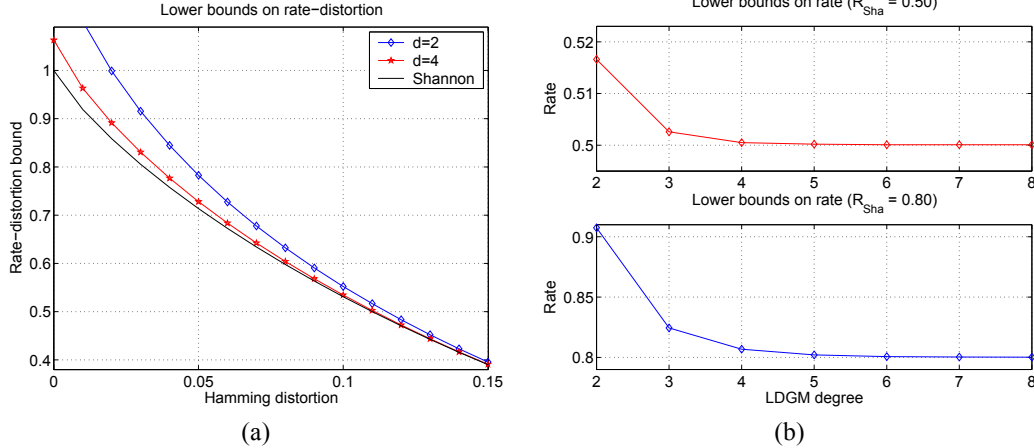 Lower bounds on rate−distortion
d=2
d=4
Shannon
1
0.9
0.8
0.7
0.6
0.5
0.4
Rate−distortion bound
0
0.05
0.1
0.15
Hamming distortion
(a)
Lower bounds on rate (R_Sha = 0.50)
0.52
0.51
0.5
Rate
2
3
4
5
6
7
8
Lower bounds on rate (R_Sha = 0.80)
0.9
0.85
0.8
Rate
2
3
4
5
6
7
8
LDGM degree
(b)